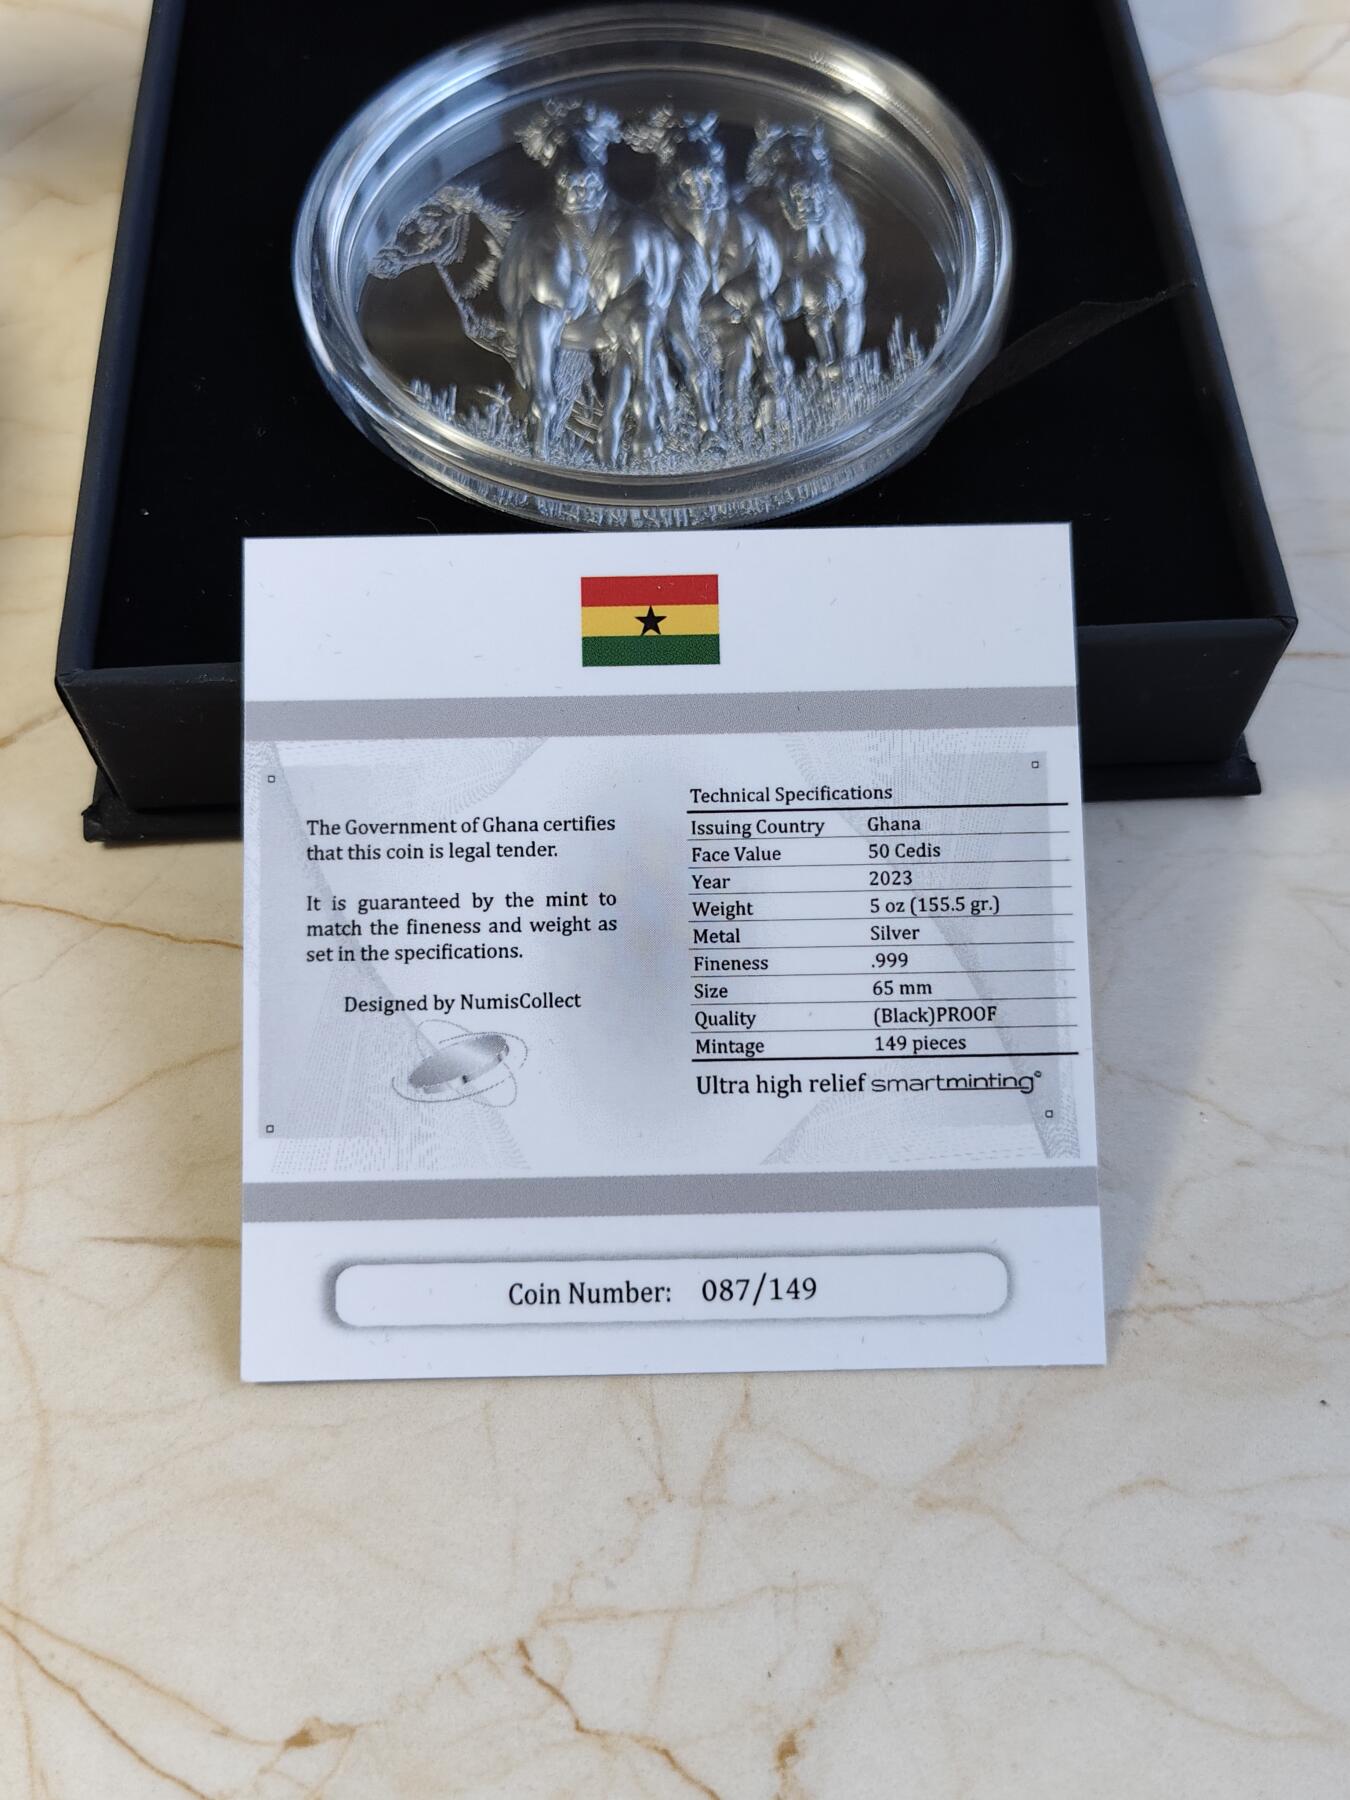 The Government of Ghana certifies
that this coin is legal tender.
It is guaranteed by the mint to
match the fineness and weight as
set in the specifications.
Designed by NumisCollect
Technical Specifications
Issuing Country Ghana
Face Value 50 Cedis
Year 2023
Weight 5 oz (155.5 gr.)
Metal Silver
Fineness .999
Size 65 mm
Quality (Black)PROOF
Mintage 149 pieces
Ultra high relief smartminting®
Coin Number: 087/149